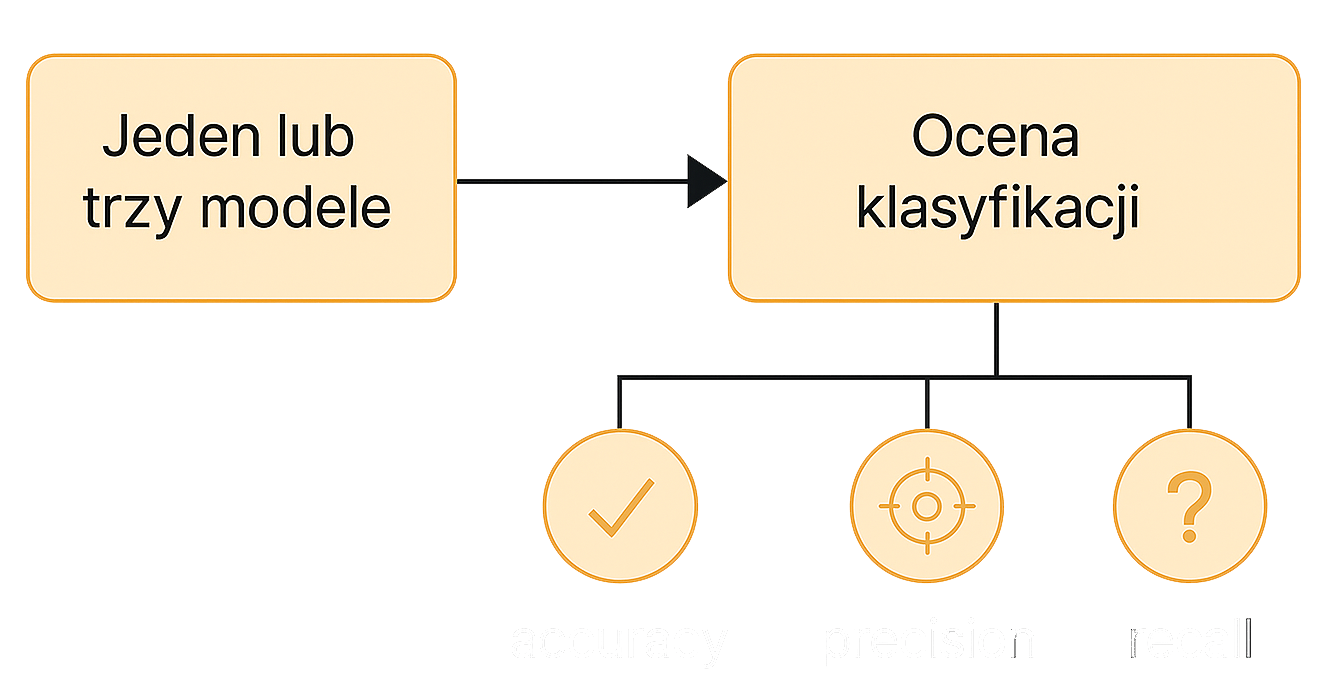 Jeden lub
trzy modele
Ocena
klasyfikacji
?
accuracy precision recall